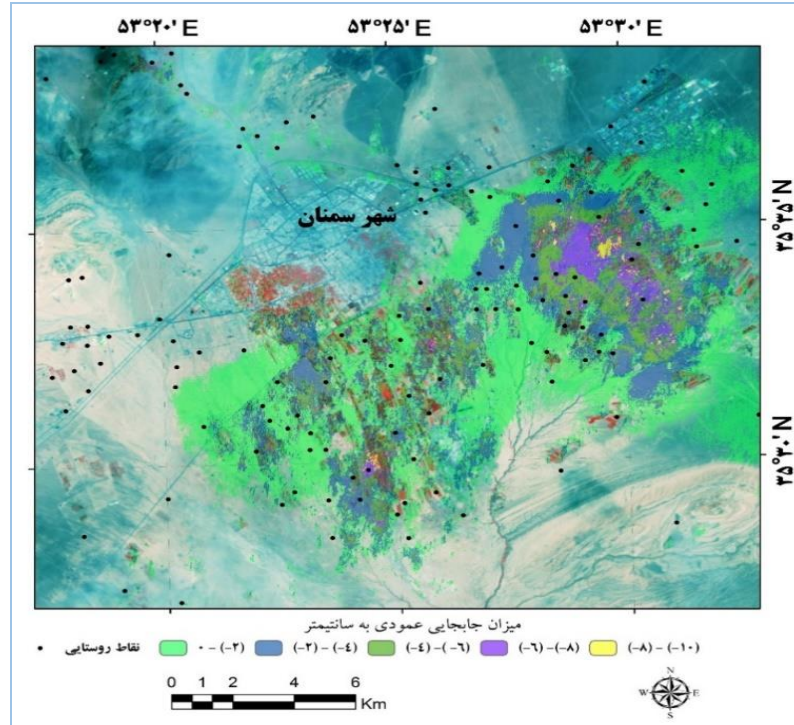 ۵۳°۲۰' E ۵۳°۲۵' E ۵۳°۳۰' E
شهر سمنان
۳۵°۳۵' N
۳۵°۳۰' N
میزان جابجایی عمودی به سانتیمتر
نقاط روستایی ۰ - (۲-) (۲-) - (۴-) (۴-) - (۶-) (۶-) - (۸-) (۸-) - (۱۰-)
0 1 2 4 6
Km
N
W E
S